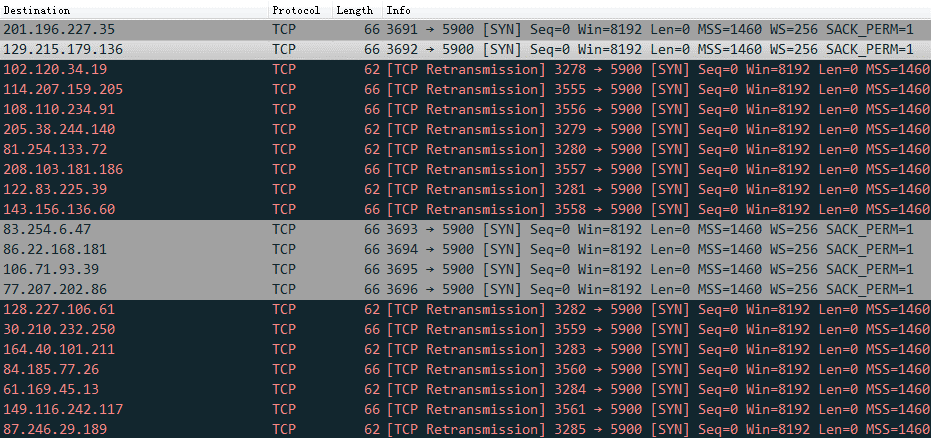 Destination Protocol Length Info
201.196.227.35 TCP 66 3691 → 5900 [SYN] Seq=0 Win=8192 Len=0 MSS=1460 WS=256 SACK_PERM=1
129.215.179.136 TCP 66 3692 → 5900 [SYN] Seq=0 Win=8192 Len=0 MSS=1460 WS=256 SACK_PERM=1
102.120.34.19 TCP 62 [TCP Retransmission] 3278 → 5900 [SYN] Seq=0 Win=8192 Len=0 MSS=1460
114.207.159.205 TCP 66 [TCP Retransmission] 3555 → 5900 [SYN] Seq=0 Win=8192 Len=0 MSS=1460
108.110.234.91 TCP 66 [TCP Retransmission] 3556 → 5900 [SYN] Seq=0 Win=8192 Len=0 MSS=1460
205.38.244.140 TCP 62 [TCP Retransmission] 3279 → 5900 [SYN] Seq=0 Win=8192 Len=0 MSS=1460
81.254.133.72 TCP 62 [TCP Retransmission] 3280 → 5900 [SYN] Seq=0 Win=8192 Len=0 MSS=1460
208.103.181.186 TCP 66 [TCP Retransmission] 3557 → 5900 [SYN] Seq=0 Win=8192 Len=0 MSS=1460
122.83.225.39 TCP 62 [TCP Retransmission] 3281 → 5900 [SYN] Seq=0 Win=8192 Len=0 MSS=1460
143.156.136.60 TCP 66 [TCP Retransmission] 3558 → 5900 [SYN] Seq=0 Win=8192 Len=0 MSS=1460
83.254.6.47 TCP 66 3693 → 5900 [SYN] Seq=0 Win=8192 Len=0 MSS=1460 WS=256 SACK_PERM=1
86.22.168.181 TCP 66 3694 → 5900 [SYN] Seq=0 Win=8192 Len=0 MSS=1460 WS=256 SACK_PERM=1
106.71.93.39 TCP 66 3695 → 5900 [SYN] Seq=0 Win=8192 Len=0 MSS=1460 WS=256 SACK_PERM=1
77.207.202.86 TCP 66 3696 → 5900 [SYN] Seq=0 Win=8192 Len=0 MSS=1460 WS=256 SACK_PERM=1
128.227.106.61 TCP 62 [TCP Retransmission] 3282 → 5900 [SYN] Seq=0 Win=8192 Len=0 MSS=1460
30.210.232.250 TCP 66 [TCP Retransmission] 3559 → 5900 [SYN] Seq=0 Win=8192 Len=0 MSS=1460
164.40.101.211 TCP 62 [TCP Retransmission] 3283 → 5900 [SYN] Seq=0 Win=8192 Len=0 MSS=1460
84.185.77.26 TCP 66 [TCP Retransmission] 3560 → 5900 [SYN] Seq=0 Win=8192 Len=0 MSS=1460
61.169.45.13 TCP 62 [TCP Retransmission] 3284 → 5900 [SYN] Seq=0 Win=8192 Len=0 MSS=1460
149.116.242.117 TCP 66 [TCP Retransmission] 3561 → 5900 [SYN] Seq=0 Win=8192 Len=0 MSS=1460
87.246.29.189 TCP 62 [TCP Retransmission] 3285 → 5900 [SYN] Seq=0 Win=8192 Len=0 MSS=1460